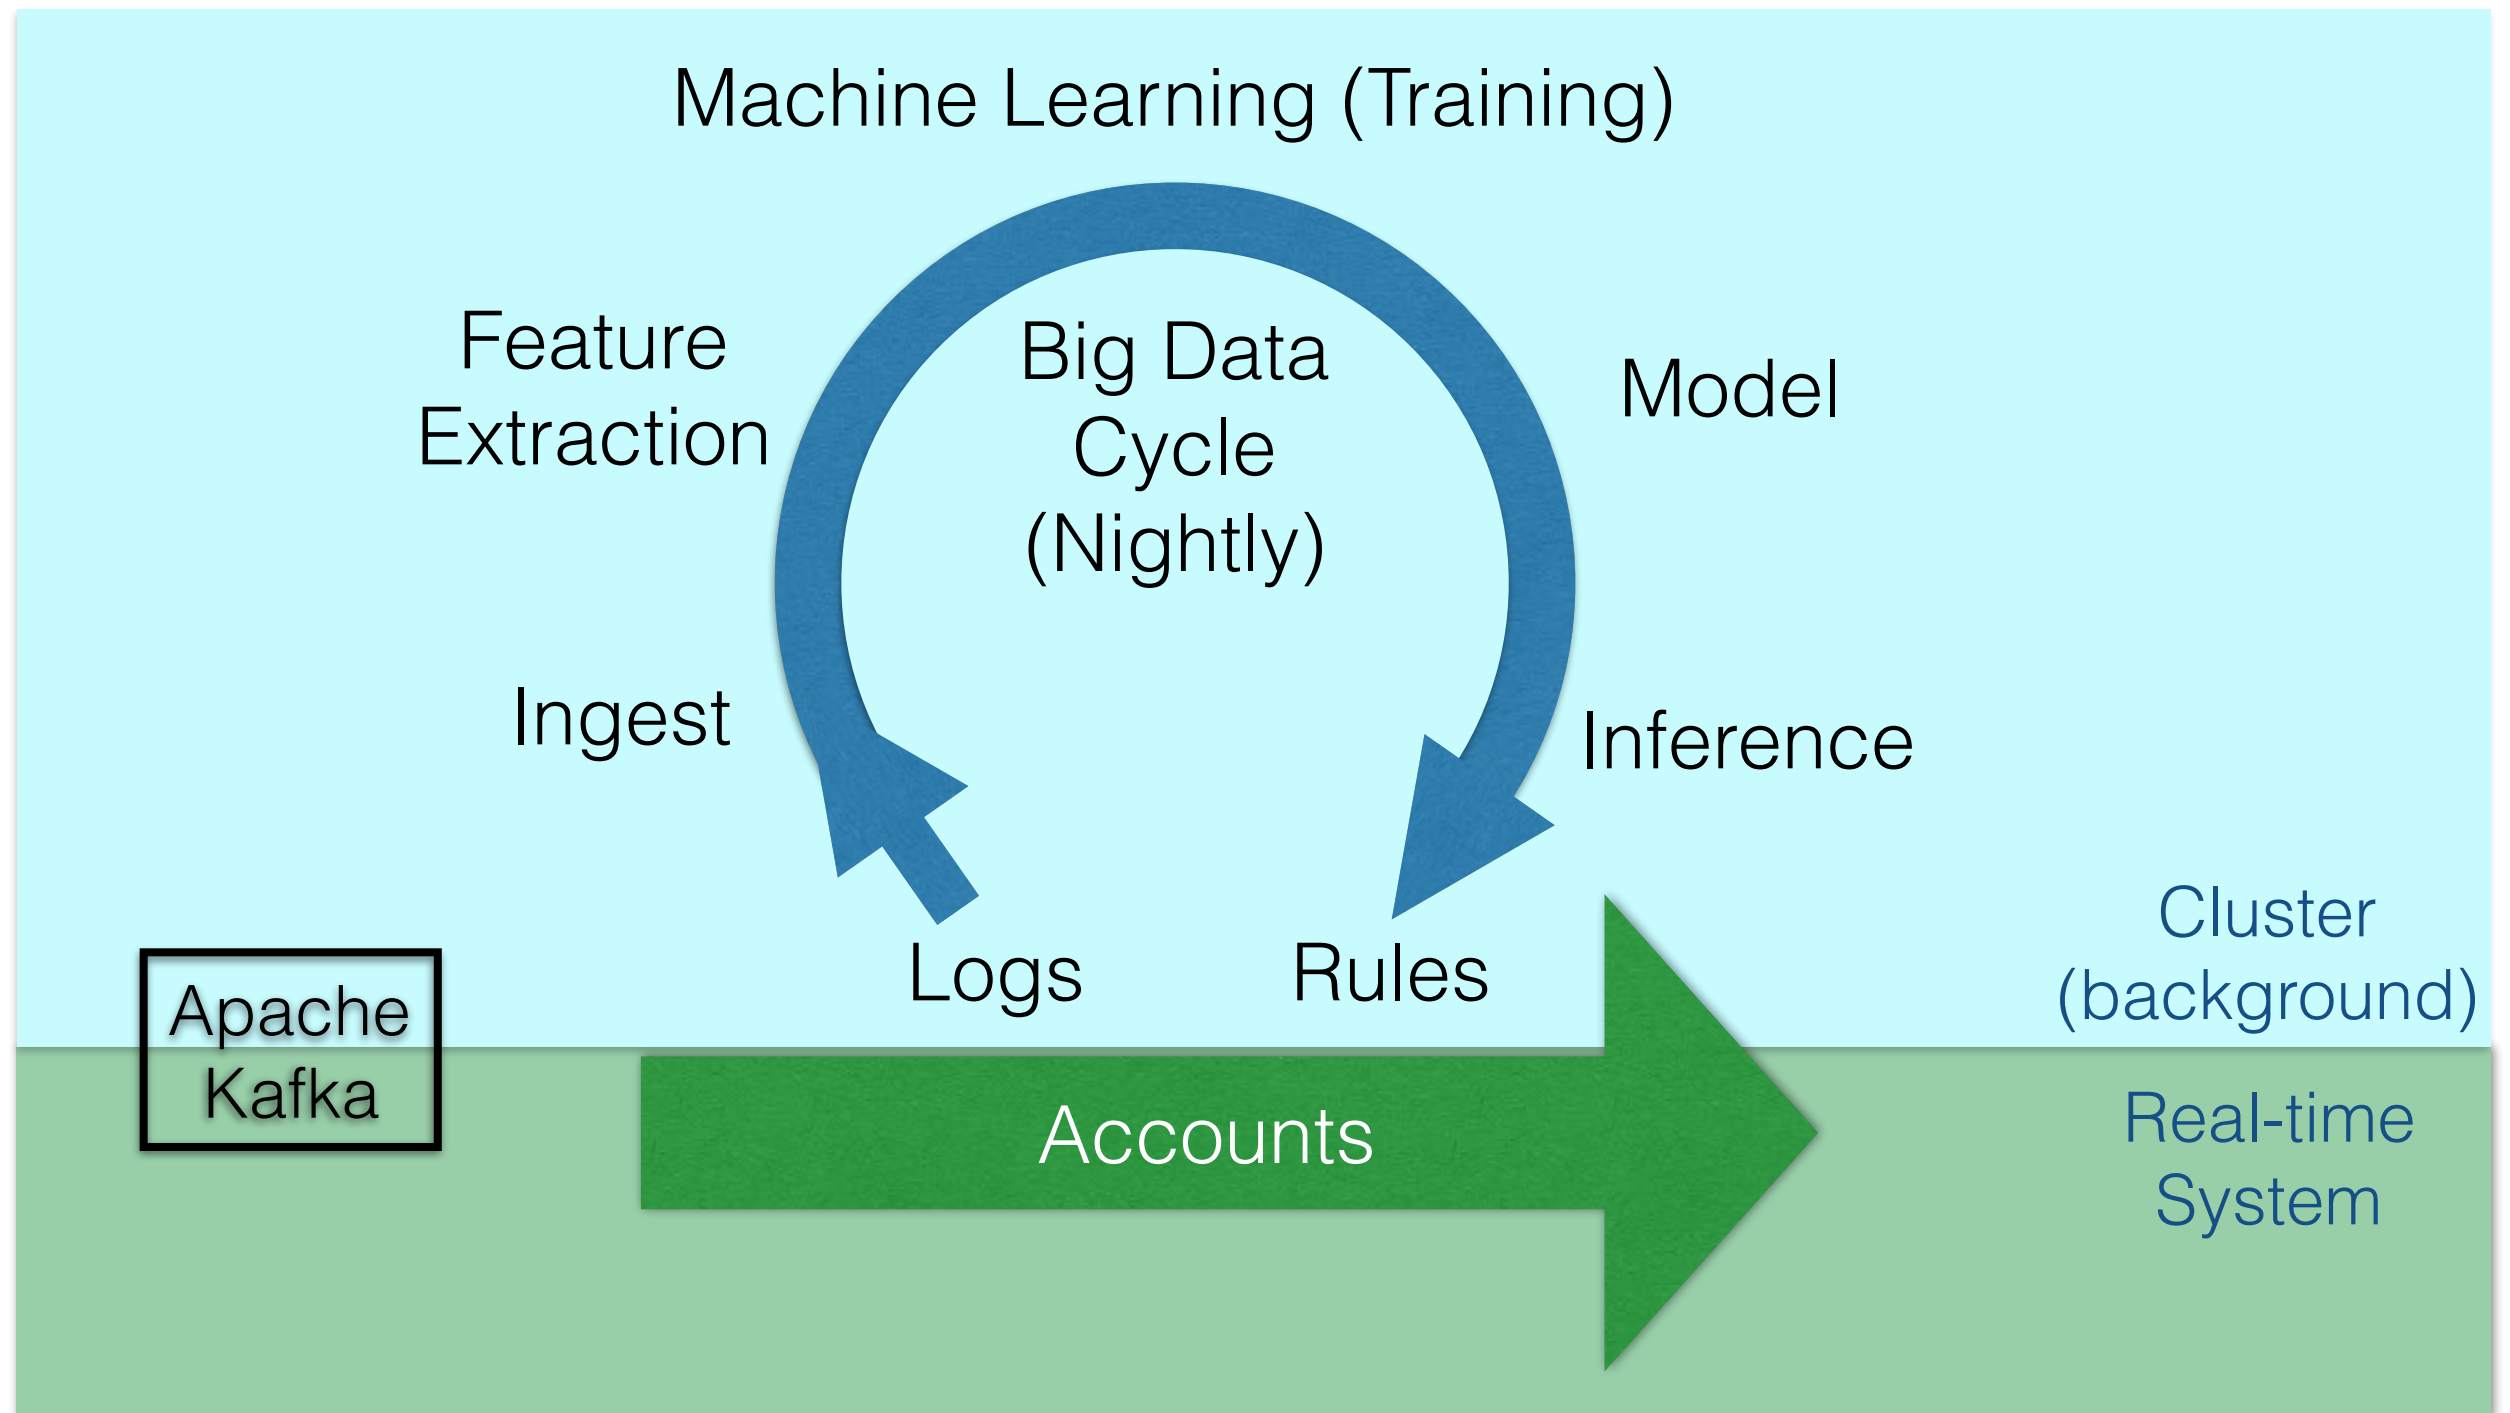 Machine Learning (Training)
Feature
Extraction
Big Data
Cycle
(Nightly)
Model
Ingest
Inference
Logs
Rules
Cluster
(background)
Apache
Kafka
Accounts
Real-time
System